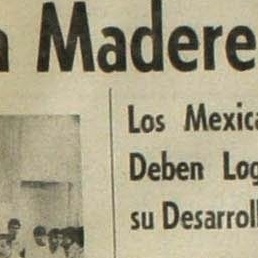 a Madere
Los Mexica
Deben Log
su Desarroll